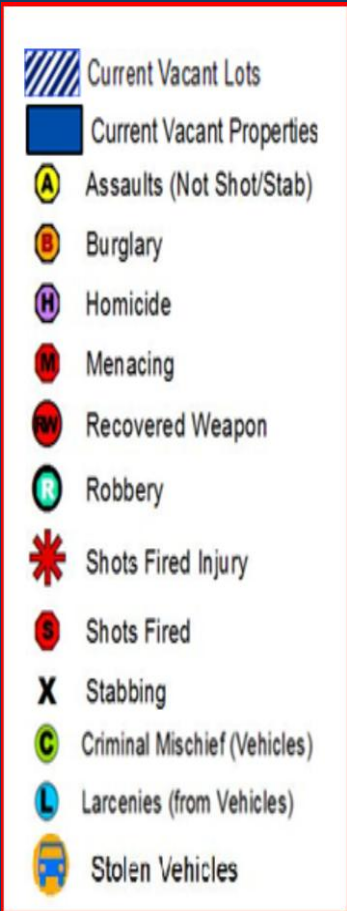 Current Vacant Lots
Current Vacant Properties
A Assaults (Not Shot/Stab)
B Burglary
H Homicide
M Menacing
RW Recovered Weapon
R Robbery
Shots Fired Injury
S Shots Fired
X Stabbing
C Criminal Mischief (Vehicles)
L Larcenies (from Vehicles)
Stolen Vehicles